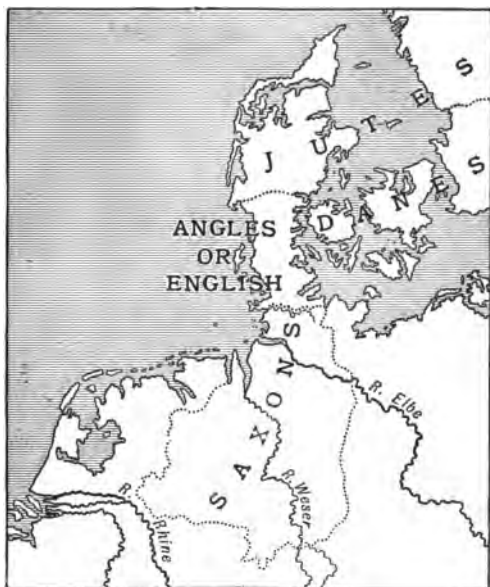 JUTES
DANES
ANGLES
OR
ENGLISH
SAXONS
R. Elbe
R. Weser
R. Rhine